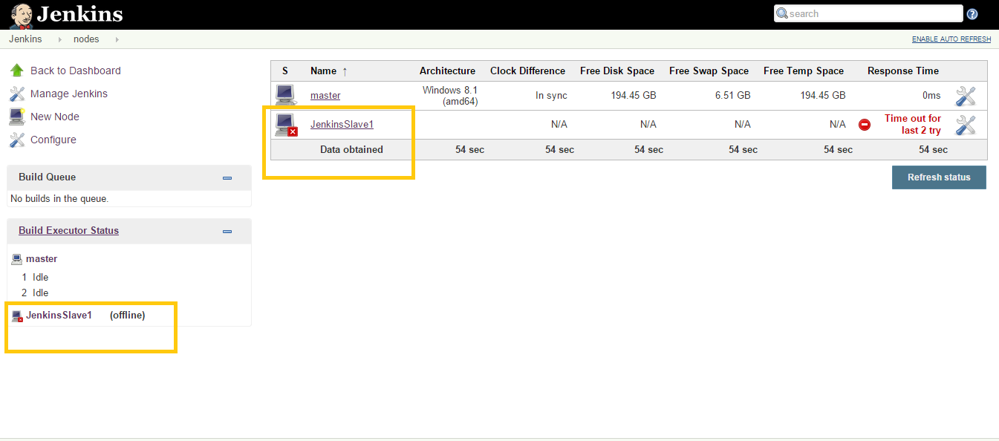 Jenkins
search
?
Jenkins nodes
ENABLE AUTO REFRESH
Back to Dashboard
Manage Jenkins
New Node
Configure
Build Queue
No builds in the queue.
Build Executor Status
master
1 Idle
2 Idle
JenkinsSlave1 (offline)
S Name ↑ Architecture Clock Difference Free Disk Space Free Swap Space Free Temp Space Response Time
master Windows 8.1 In sync 194.45 GB 6.51 GB 194.45 GB 0ms
(amd64)
JenkinsSlave1 N/A N/A N/A N/A Time out for
last 2 try
Data obtained 54 sec 54 sec 54 sec 54 sec 54 sec 54 sec
Refresh status